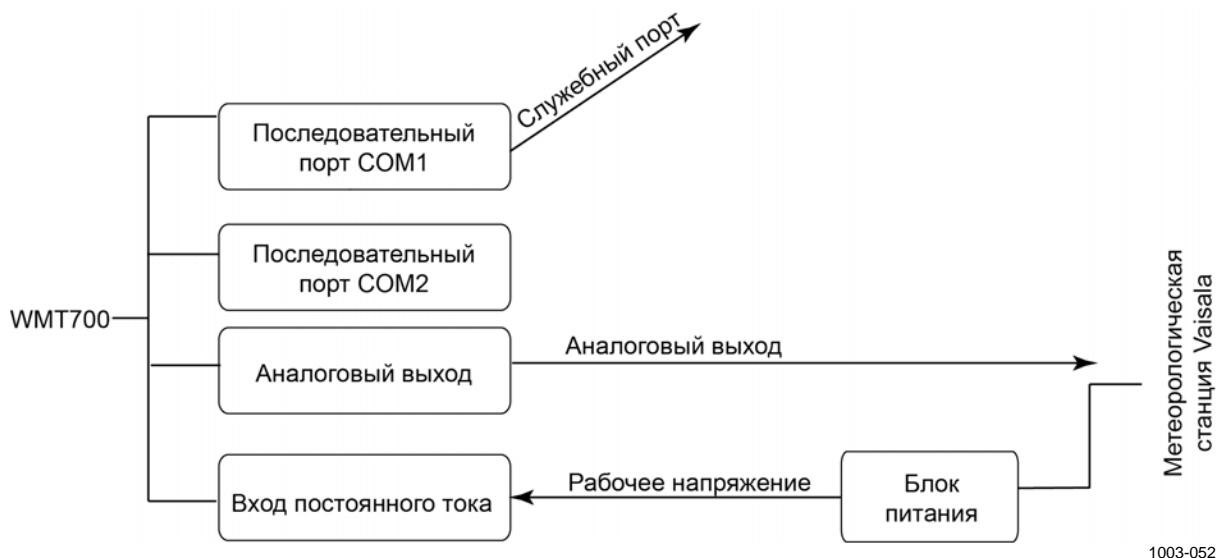 Служебный порт
Последовательный
порт COM1
Последовательный
порт COM2
WMT700
Аналоговый выход
Аналоговый выход
Метеорологическая
станция Vaisala
Вход постоянного тока
Рабочее напряжение
Блок
питания
1003-052